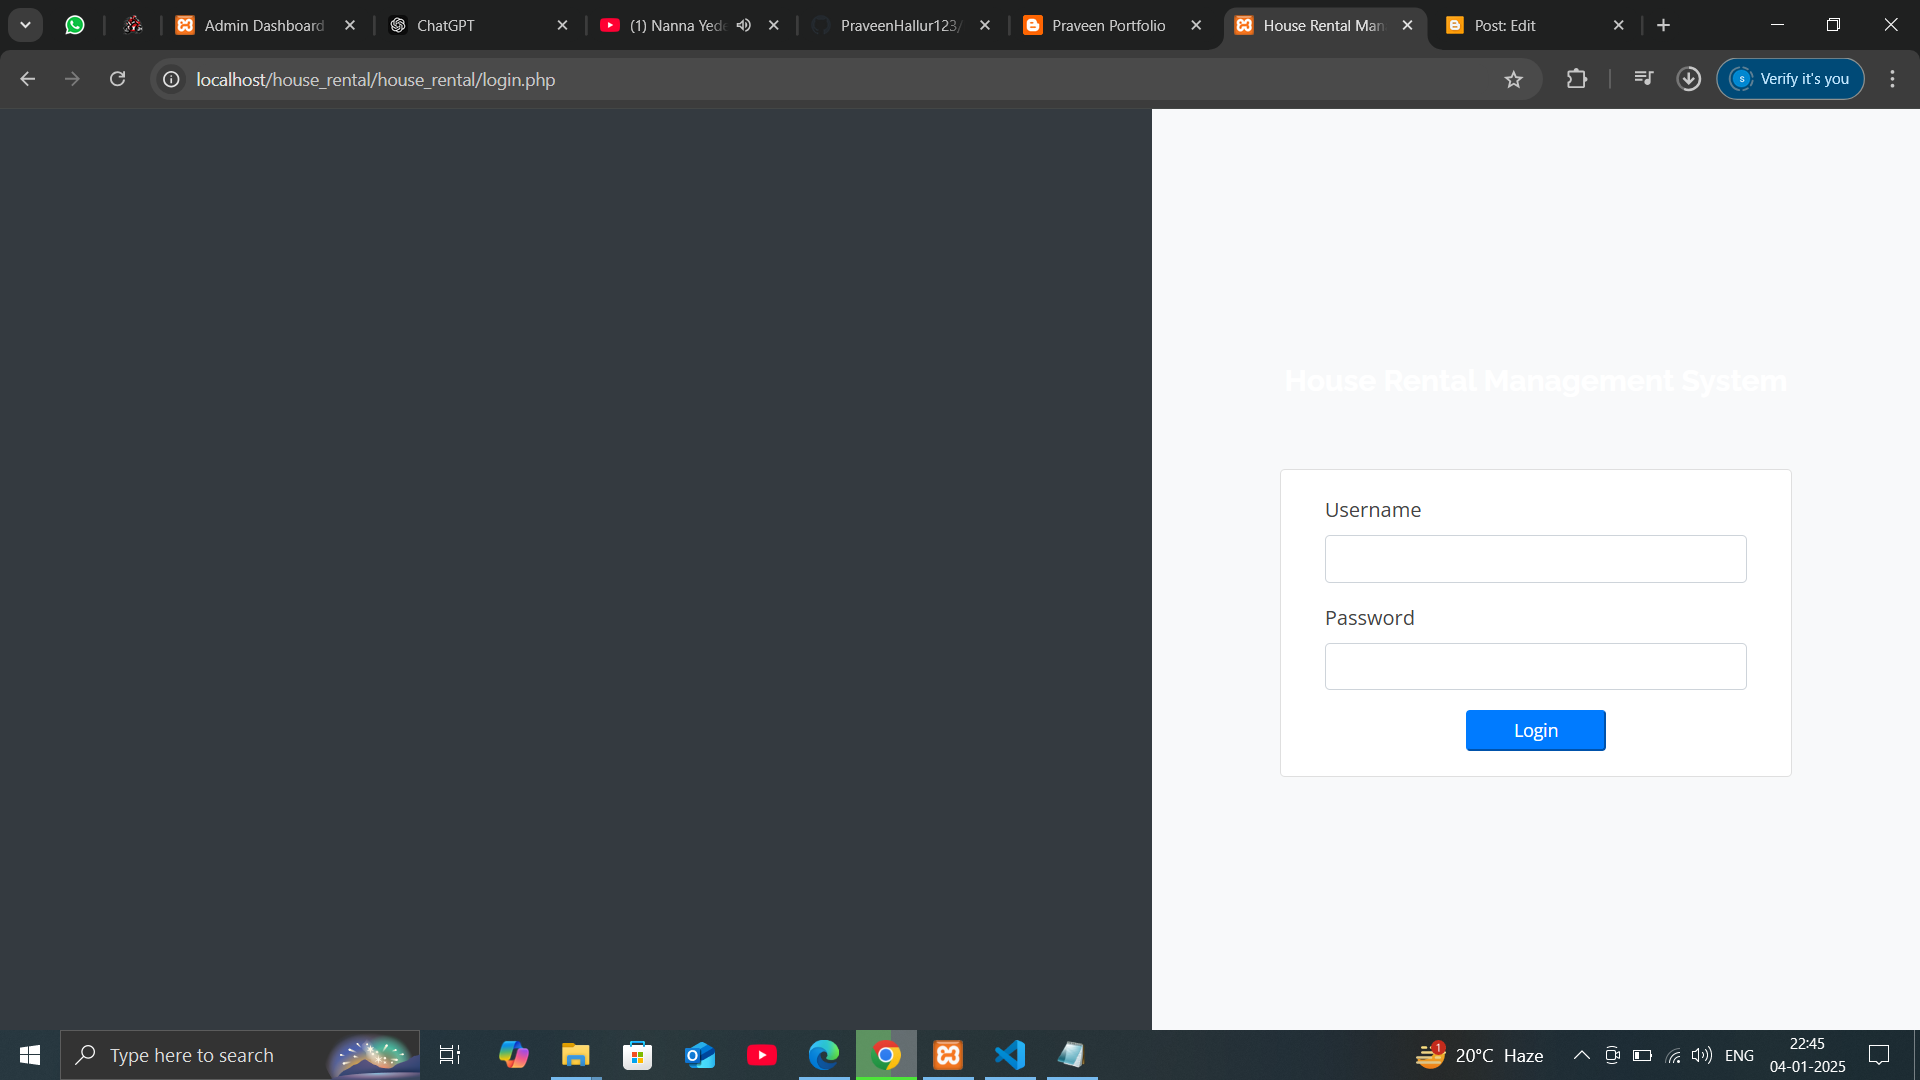 Admin Dashboard
ChatGPT
(1) Nanna Yede
PraveenHallur123/
Praveen Portfolio
House Rental Man
Post: Edit
localhost/house_rental/house_rental/login.php
s
Verify it's you
House Rental Management System
Username
Password
Login
Type here to search
1
20°C Haze
ENG
22:45
04-01-2025